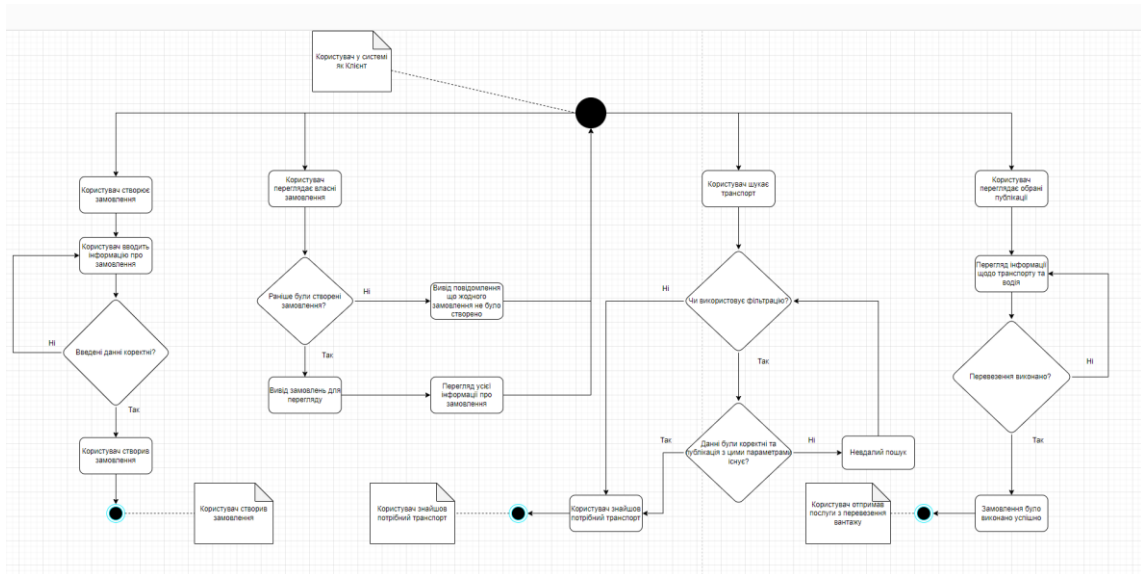 Користувач у системі
як Клієнт
Користувач створює
замовлення
Користувач
переглядає власні
замовлення
Користувач шукає
транспорт
Користувач
переглядає обрані
публікації
Користувач вводить
інформацію про
замовлення
Раніше були створені
замовлення?
Ні
Вивід повідомлення
що жодного
замовлення не було
створено
Ні
Чи використовує фільтрацію?
Перегляд інформації
щодо транспорту та
водія
Ні
Введені данні коректні?
Так
Так
Ні
Перевезення виконано?
Вивід замовлень для
перегляду
Перегляд усієї
інформації про
замовлення
Так
Користувач створив
замовлення
Так
Данні були коректні та
публікація з цими параметрами
існує?
Ні
Невдалий пошук
Так
Користувач створив
замовлення
Користувач знайшов
потрібний транспорт
Користувач знайшов
потрібний транспорт
Користувач отпримав
послуги з перевезення
вантажу
Замовлення було
виконано успішно